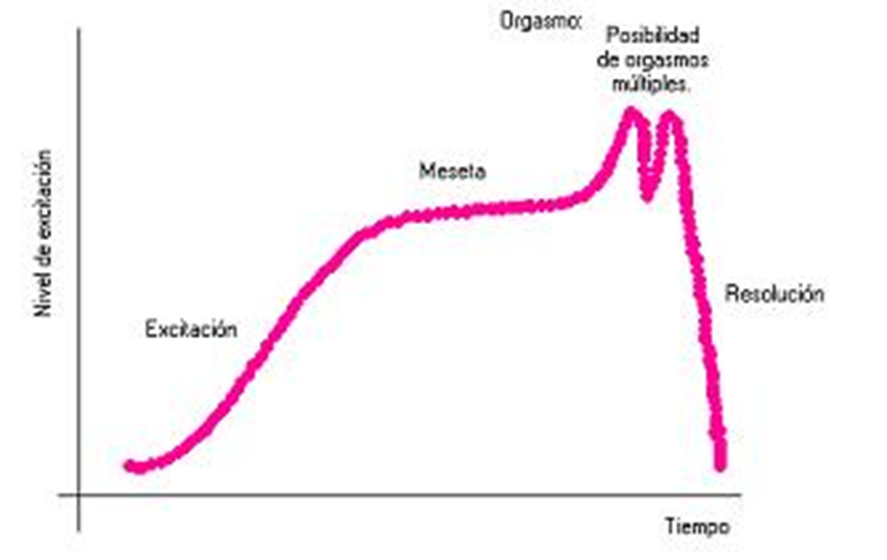 Orgasmo:
Posibilidad
de orgasmos
múltiples.
Meseta
Nivel de excitación
Resolución
Excitación
Tiempo